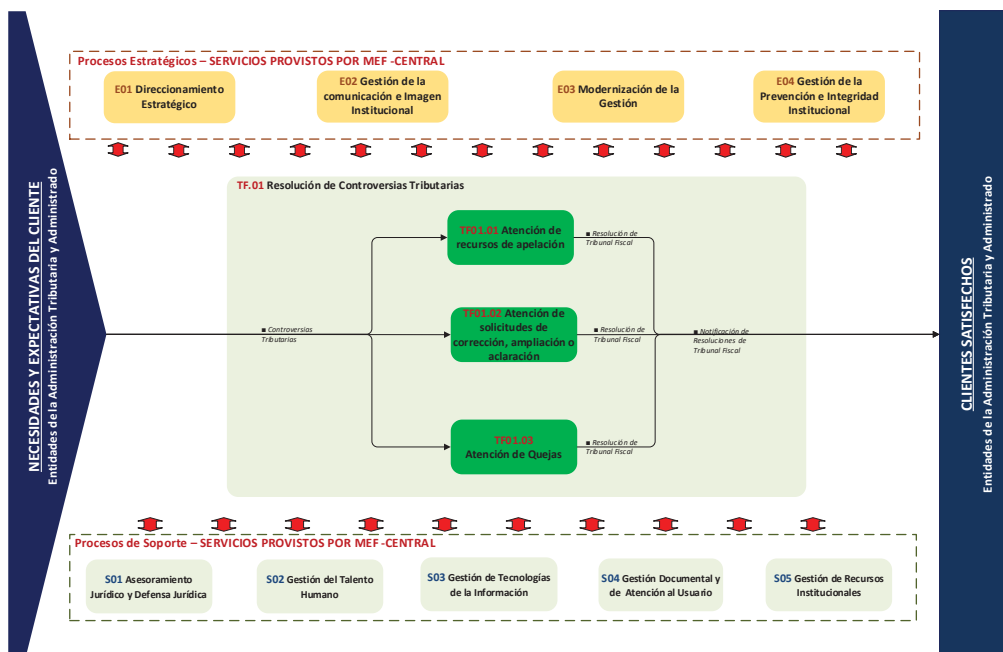 NECESIDADES Y EXPECTATIVAS DEL CLIENTE
Entidades de la Administración Tributaria y Administrado
Procesos Estratégicos – SERVICIOS PROVISTOS POR MEF -CENTRAL
E01 Direccionamiento
Estratégico
E02 Gestión de la
comunicación e Imagen
Institucional
E03 Modernización de la
Gestión
E04 Gestión de la
Prevención e Integridad
Institucional
TF.01 Resolución de Controversias Tributarias
■ Controversias
Tributarias
TF01.01 Atención de
recursos de apelación
■ Resolución de
Tribunal Fiscal
TF01.02 Atención de
solicitudes de
corrección, ampliación o
aclaración
■ Resolución de
Tribunal Fiscal
TF01.03
Atención de Quejas
■ Resolución de
Tribunal Fiscal
■ Notificación de
Resoluciones de
Tribunal Fiscal
Procesos de Soporte – SERVICIOS PROVISTOS POR MEF -CENTRAL
S01 Asesoramiento
Jurídico y Defensa Jurídica
S02 Gestión del Talento
Humano
S03 Gestión de Tecnologías
de la Información
S04 Gestión Documental y
de Atención al Usuario
S05 Gestión de Recursos
Institucionales
CLIENTES SATISFECHOS
Entidades de la Administración Tributaria y Administrado